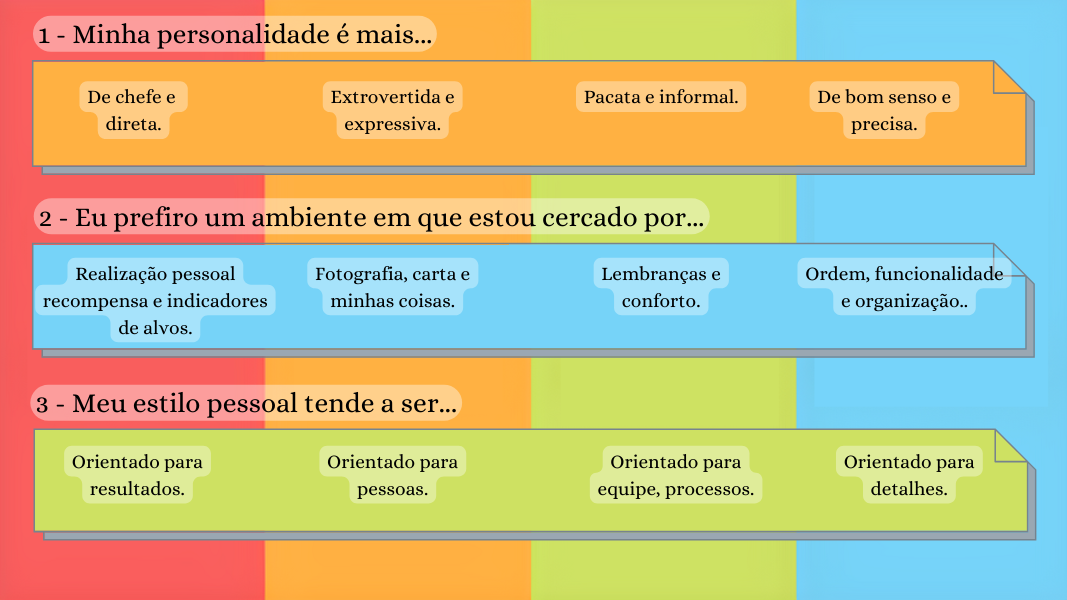 1 - Minha personalidade é mais...
De chefe e
direta.
Extrovertida e
expressiva.
Pacata e informal.
De bom senso e
precisa.
2 - Eu prefiro um ambiente em que estou cercado por...
Realização pessoal
recompensa e indicadores
de alvos.
Fotografia, carta e
minhas coisas.
Lembranças e
conforto.
Ordem, funcionalidade
e organização..
3 - Meu estilo pessoal tende a ser...
Orientado para
resultados.
Orientado para
pessoas.
Orientado para
equipe, processos.
Orientado para
detalhes.